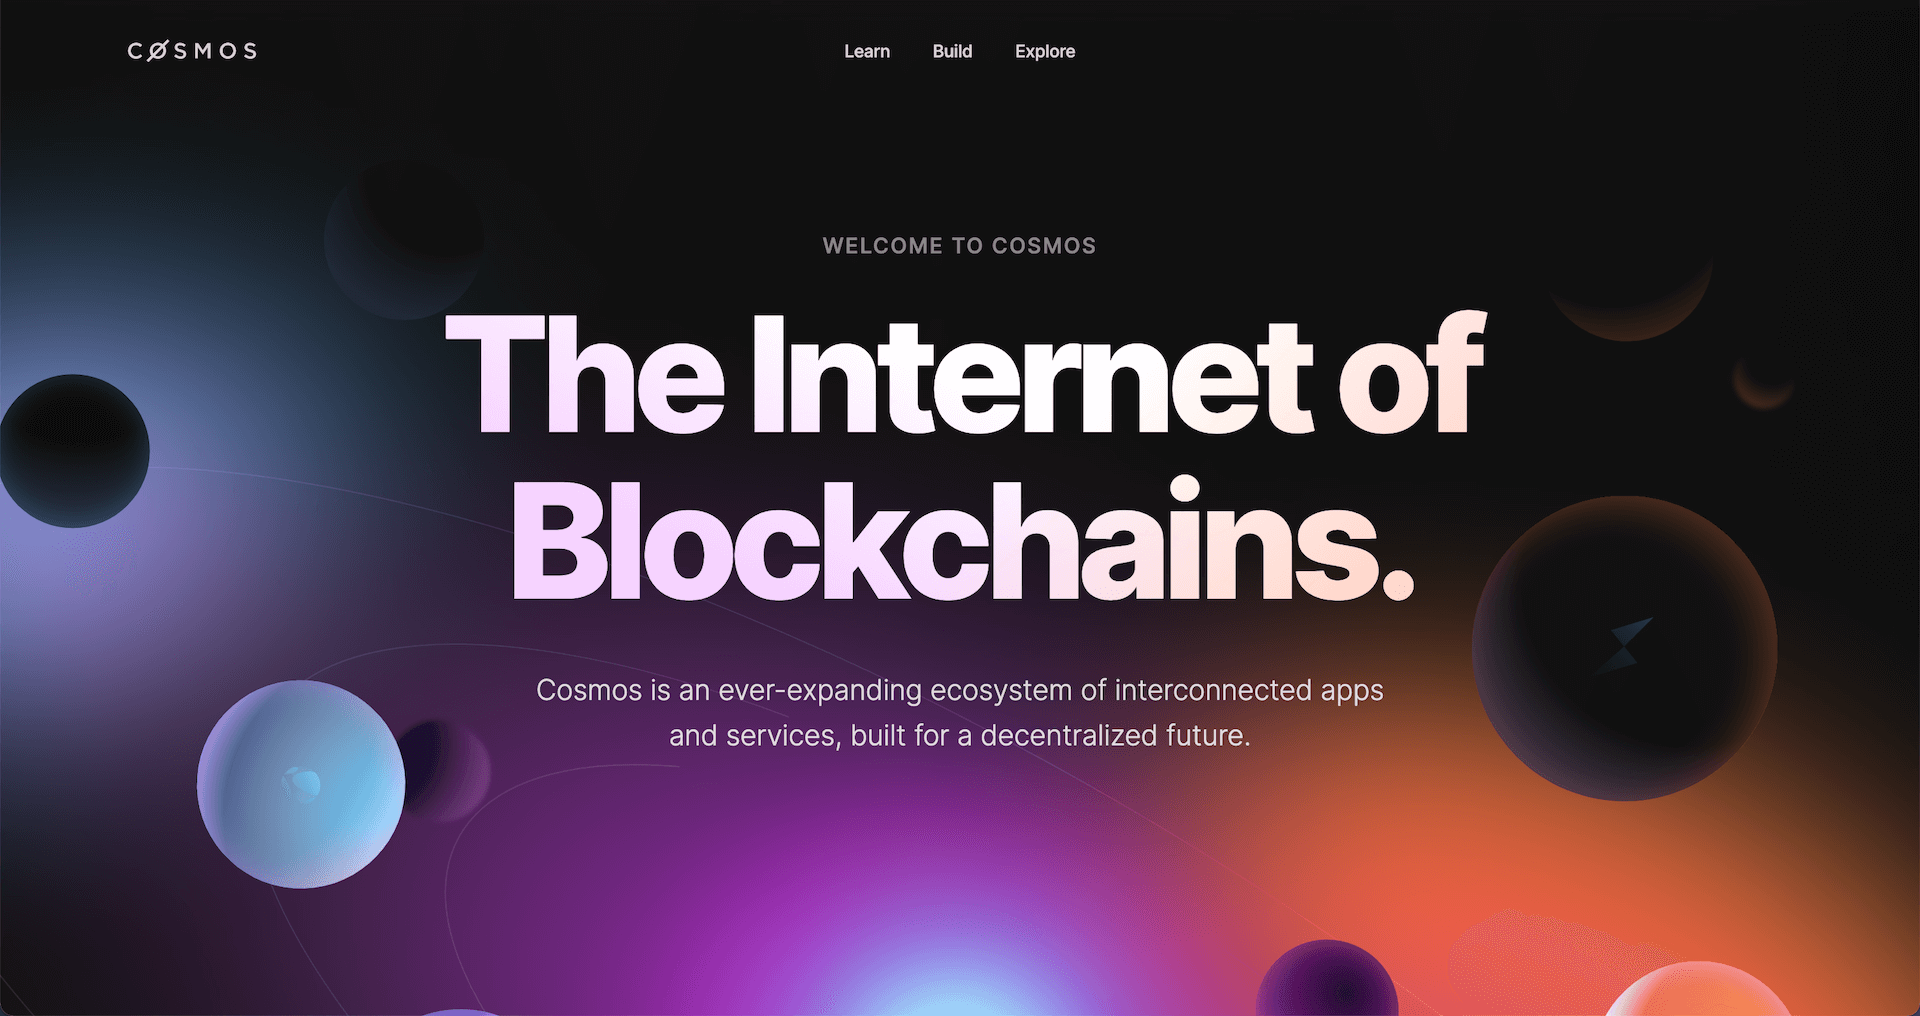 CØSMOS
Learn Build Explore
WELCOME TO COSMOS
The Internet of
Blockchains.
Cosmos is an ever-expanding ecosystem of interconnected apps
and services, built for a decentralized future.